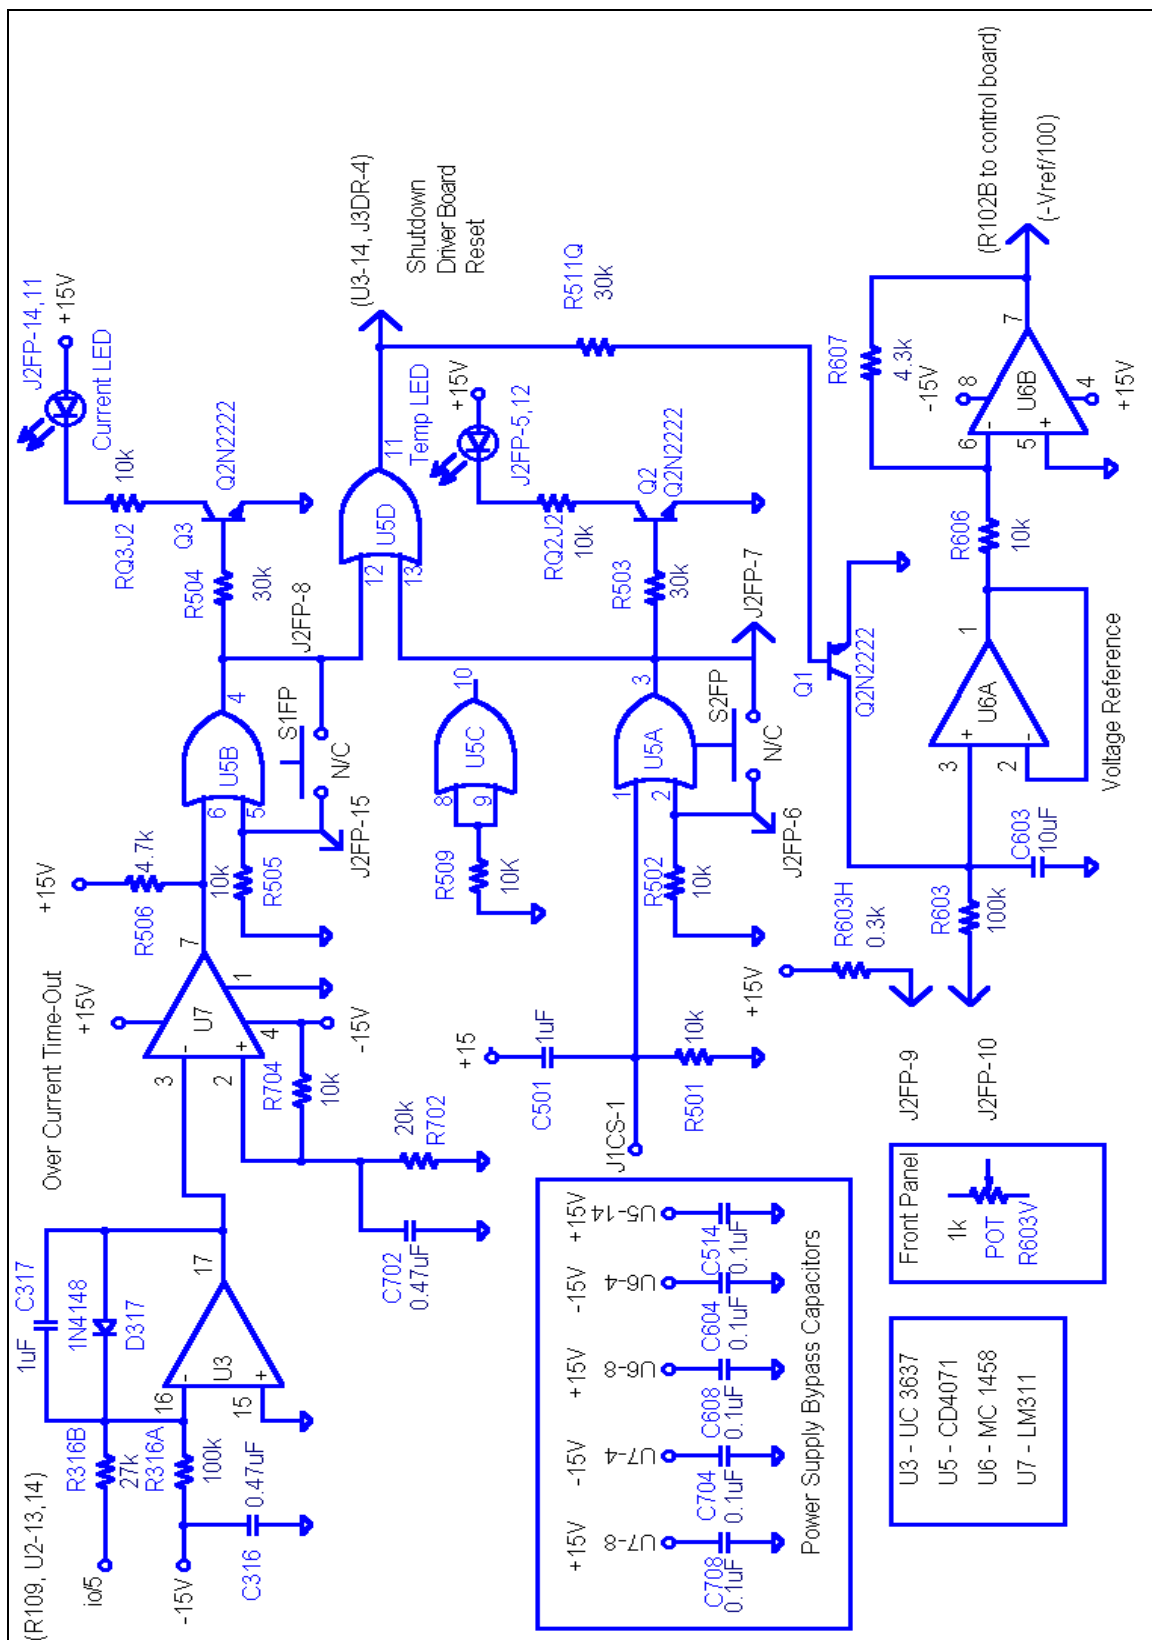 (R109, U2-13,14)
io/5
R316B
27k
-15V
R316A
100k
C316
0.47uF
1uF
C317
1N4148
D317
16
15
-
+
U3
17
Over Current Time-Out
3
2
-
+
U7
+15V
7
1
4
-15V
R704
10k
20k
R702
C702
0.47uF
+15V
R506
4.7k
10k
R505
6
5
U5B
4
J2FP-15
N/C
S1FP
J2FP-8
R504
30k
Q3
Q2N2222
RQ3J2
10k
Current LED
J2FP-14,11
+15V
R509
10K
8
9
U5C
10
12
13
U5D
11
(U3-14, J3DR-4)
Shutdown
Driver Board
Reset
Temp LED
+15V
J2FP-5,12
RQ2J2
10k
Q2
Q2N2222
R503
30k
R511Q
30k
J1CS-1
+15
C501
1uF
R501
10k
R502
10k
1
2
U5A
3
J2FP-6
N/C
S2FP
J2FP-7
+15V
R603H
0.3k
J2FP-9
J2FP-10
R603
100k
C603
10uF
3
2
+
-
U6A
1
Voltage Reference
Q1
Q2N2222
R606
10k
6
5
-
+
U6B
7
-15V
8
4
+15V
R607
4.3k
(R102B to control board)
(-Vref/100)
+15V
-15V
+15V
-15V
+15V
U7-8
U7-4
U6-8
U6-4
U5-14
C708
0.1uF
C704
0.1uF
C608
0.1uF
C604
0.1uF
C514
0.1uF
Power Supply Bypass Capacitors
Front Panel
1k
POT
R603V
U3 - UC 3637
U5 - CD4071
U6 - MC 1458
U7 - LM311